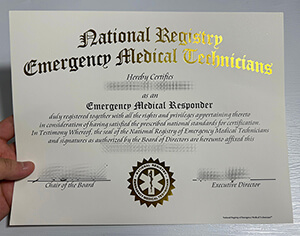 National Registry
Emergency Medical Technicians
Hereby Certifies
as an
Emergency Medical Responder
duly registered together with all the rights and privileges appertaining thereto
in consideration of having satisfied the prescribed national standards for certification.
In Testimony Whereof, the seal of the National Registry of Emergency Medical Technicians
and signatures as authorized by the Board of Directors are hereunto affixed this
Chair of the Board
Executive Director